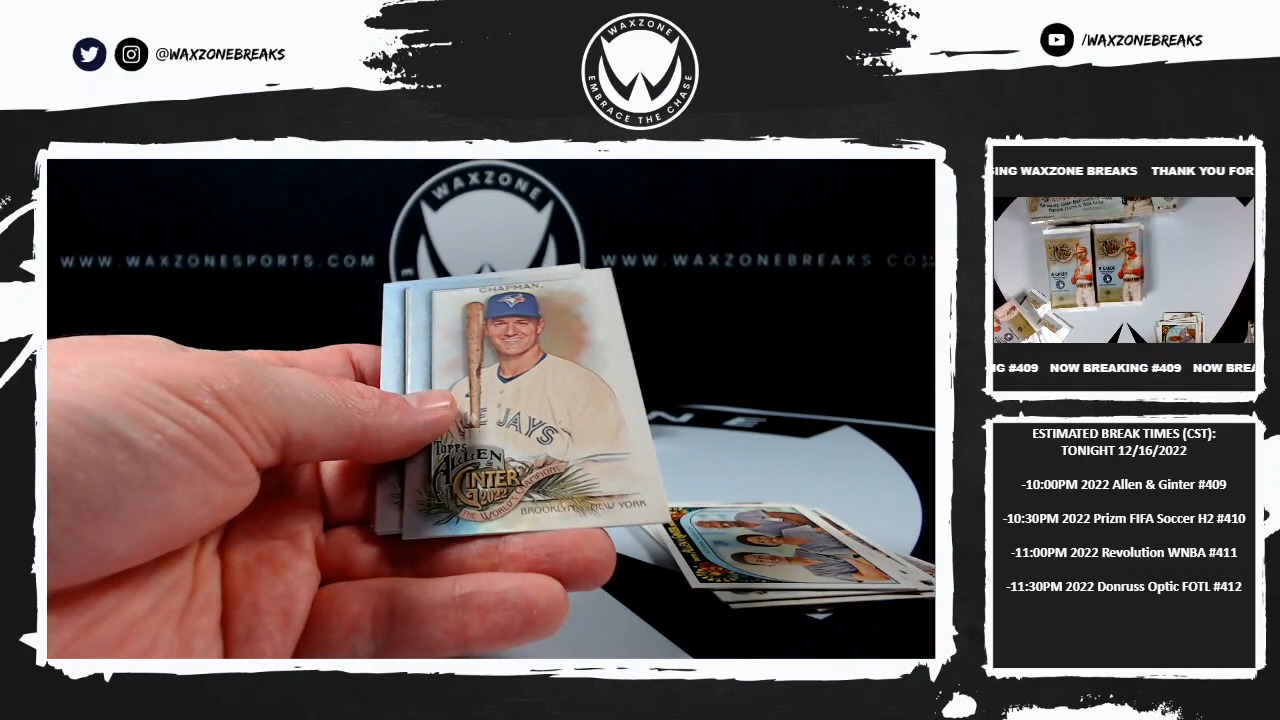 @WAXZONEBREAKS
WAXZONE
EMBRACE THE CHASE
/WAXZONEBREAKS
WAXZONE
WWW.WAXZONESPORTS.COM
WWW.WAXZONEBREAKS.COM
CHAPMAN.
JAYS
TOPPS
ALLEN
GINTER
2022
THE WORLD'S CHAMPIONS
BROOKLYN NEW YORK
ING WAXZONE BREAKS THANK YOU FOR
NG #409 NOW BREAKING #409 NOW BREA
ESTIMATED BREAK TIMES (CST):
TONIGHT 12/16/2022
-10:00PM 2022 Allen & Ginter #409
-10:30PM 2022 Prizm FIFA Soccer H2 #410
-11:00PM 2022 Revolution WNBA #411
-11:30PM 2022 Donruss Optic FOTL #412